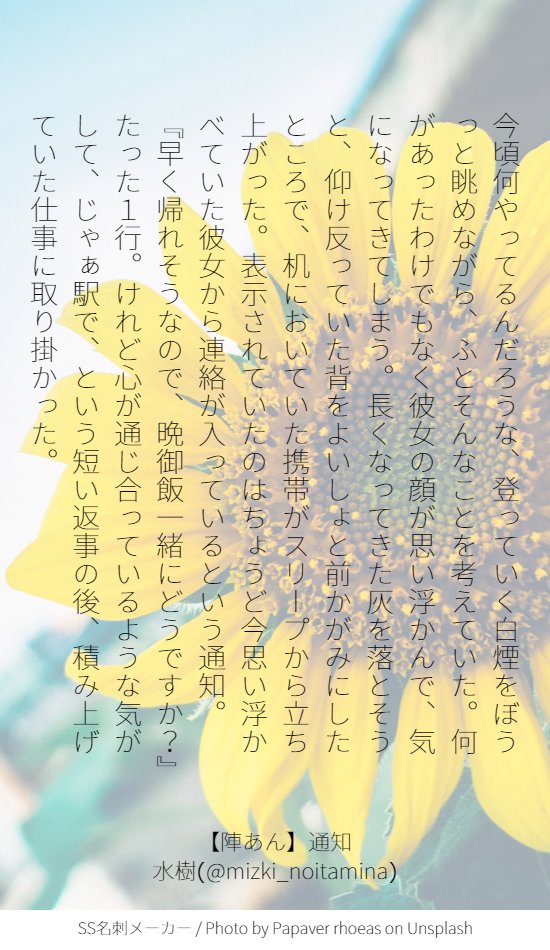 今頃何やってるんだろうな、登っていく白煙をぼう
っと眺めながら、ふとそんなことを考えていた。何
があったわけでもなく彼女の顔が思い浮かんで、気
になってきてしまう。長くなってきた灰を落とそう
と、仰け反っていた背をよいしょと前かがみにした
ところで、机においていた携帯がスリープから立ち
上がった。表示されていたのはちょうど今思い浮か
べていた彼女から連絡が入っているという通知。
『早く帰れそうなので、晩御飯一緒にどうですか？』
たった１行。けれど心が通じ合っているような気が
して、じゃぁ駅で、という短い返事の後、積み上げ
ていた仕事に取り掛かった。
【陣あん】通知
水樹(@mizki_noitamina)
SS名刺メーカー / Photo by Papaver rhoeas on Unsplash